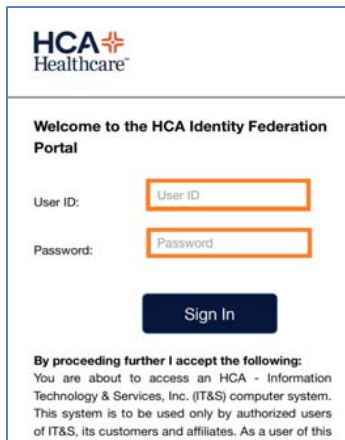 HCA
Healthcare
Welcome to the HCA Identity Federation
Portal
User ID:
User ID
Password:
Password
Sign In
By proceeding further I accept the following:
You are about to access an HCA - Information
Technology & Services, Inc. (IT&S) computer system.
This system is to be used only by authorized users
of IT&S, its customers and affiliates. As a user of this